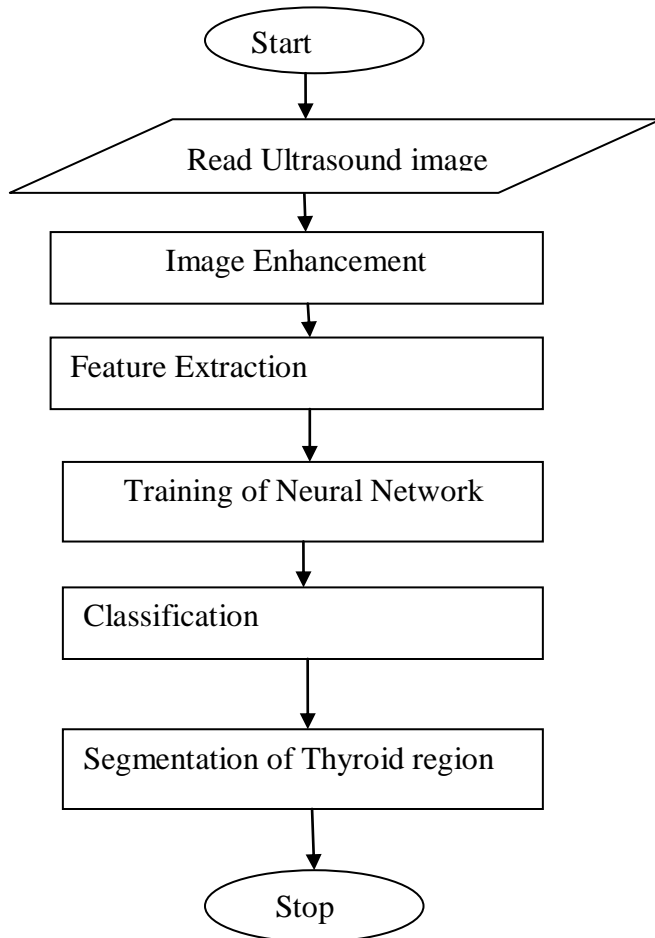 Start
Read Ultrasound image
Image Enhancement
Feature Extraction
Training of Neural Network
Classification
Segmentation of Thyroid region
Stop